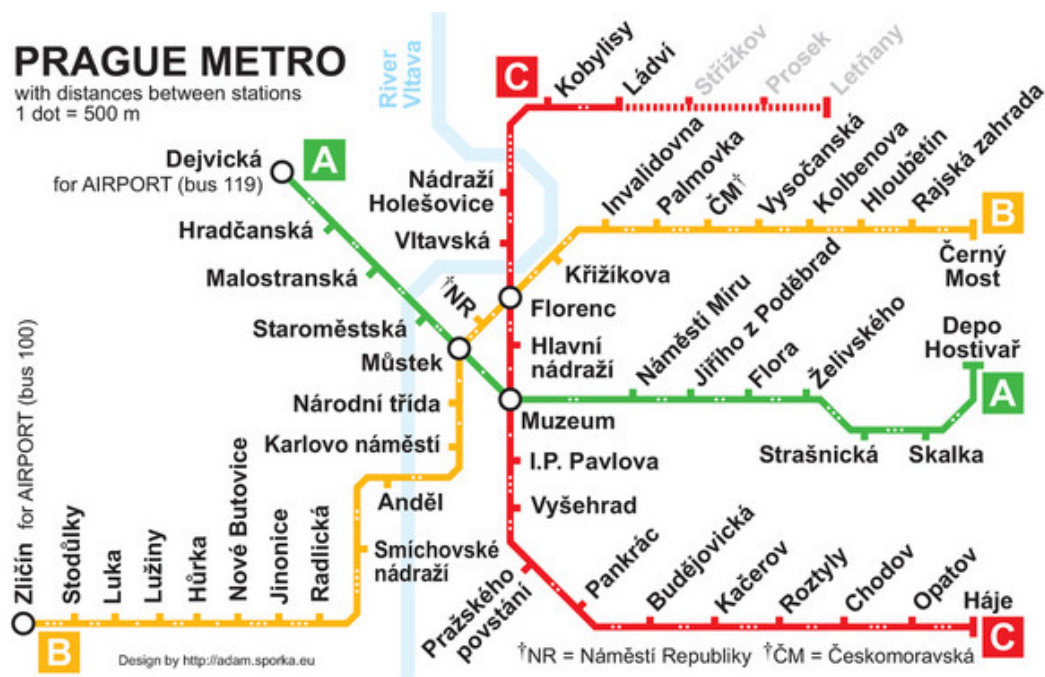 PRAGUE METRO
with distances between stations
1 dot = 500 m
River
Vltava
C
Kobylisy
Ládví
Střížkov
Prosek
Letňany
Dejvická
for AIRPORT (bus 119)
A
Hradčanská
Malostranská
Staroměstská
Můstek
Nádraží
Holešovice
Vltavská
†NR
Florenc
Křižíkova
Invalidovna
Palmovka
ČM†
Vysočanská
Kolbenova
Hloubětín
Rajská zahrada
B
Černý
Most
Hlavní
nádraží
Muzeum
Náměstí Míru
Jiřího z Poděbrad
Flora
Želivského
Strašnická
Skalka
Depo
Hostivař
A
Národní třída
Karlovo náměstí
Anděl
Smíchovské
nádraží
I.P. Pavlova
Vyšehrad
Zličín for AIRPORT (bus 100)
Stodůlky
Luka
Lužiny
Hůrka
Nové Butovice
Jinonice
Radlická
B
Pražského
povstání
Pankrác
Budějovická
Kačerov
Roztyly
Chodov
Opatov
Háje
C
Design by http://adam.sporka.eu
†NR = Náměstí Republiky †ČM = Českomoravská